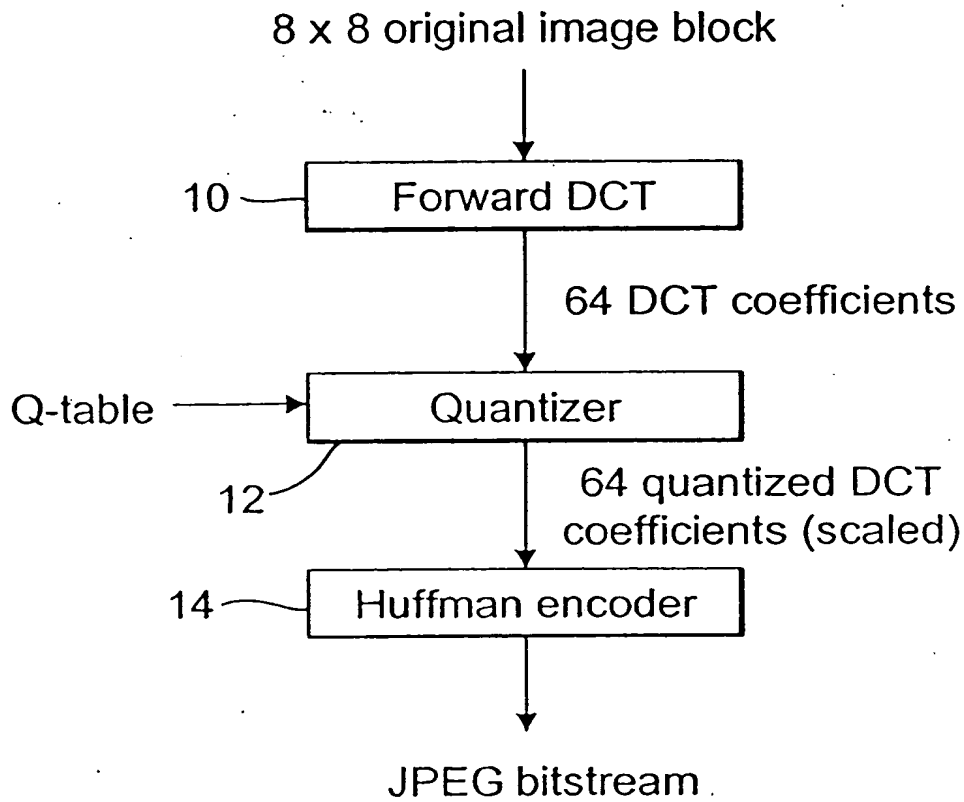 8 x 8 original image block
10
Forward DCT
64 DCT coefficients
Q-table
Quantizer
12
64 quantized DCT
coefficients (scaled)
14
Huffman encoder
JPEG bitstream